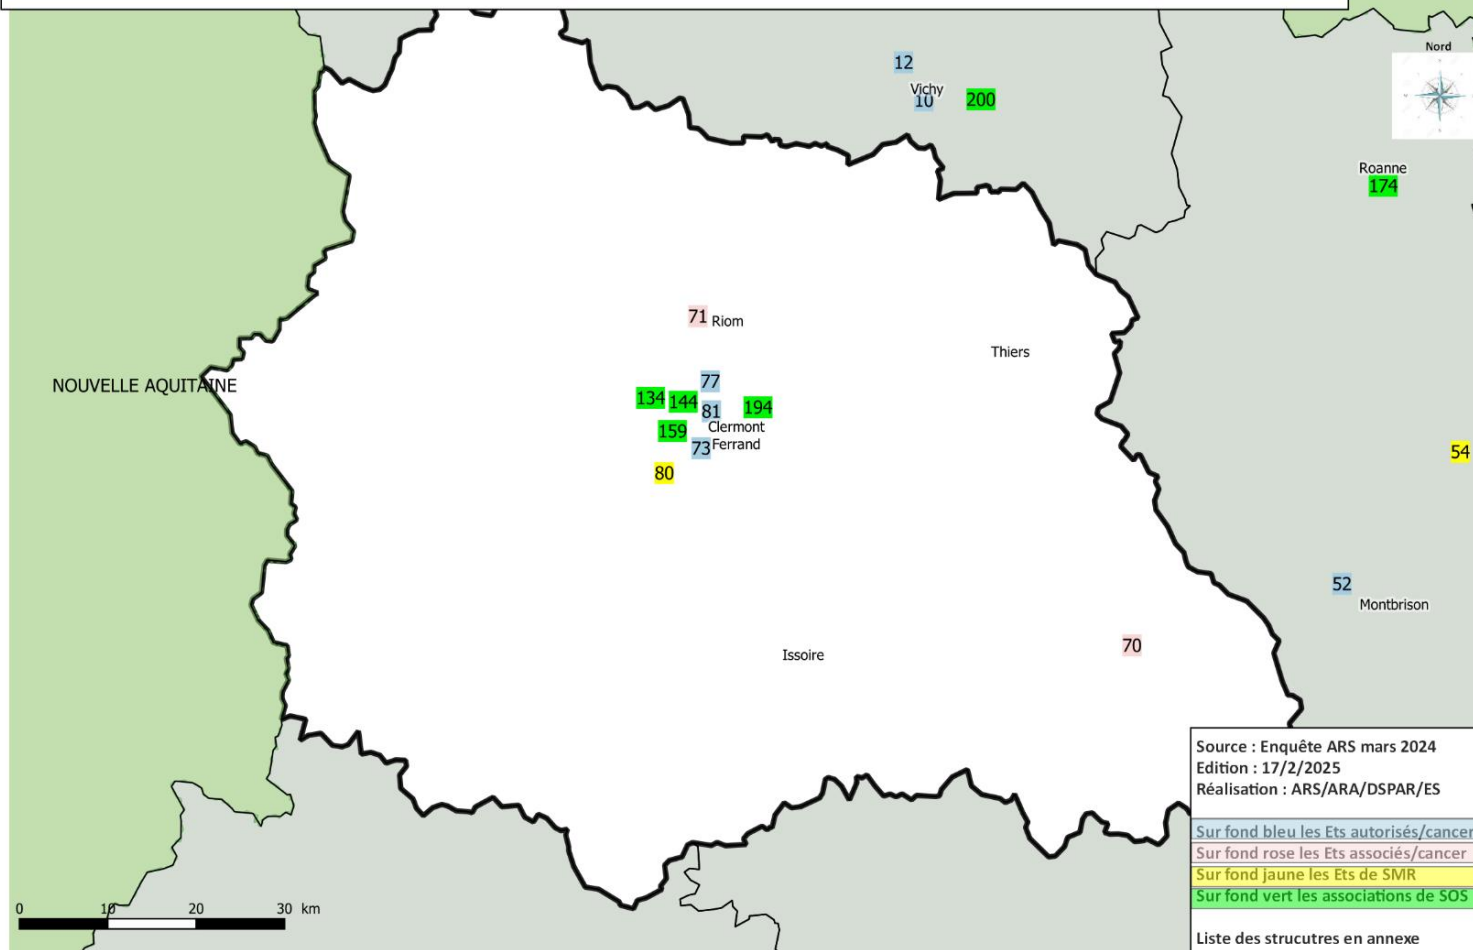 Nord
12
Vichy
10
200
Roanne
174
71 Riom
Thiers
NOUVELLE AQUITAINE
77
134
144
81
194
Clermont
Ferrand
159
73
80
54
52
Montbrison
70
Issoire
Source : Enquête ARS mars 2024
Edition : 17/2/2025
Réalisation : ARS/ARA/DSPAR/ES
Sur fond bleu les Ets autorisés/cancer
Sur fond rose les Ets associés/cancer
Sur fond jaune les Ets de SMR
Sur fond vert les associations de SOS
Liste des strucutres en annexe
0 10 20 30 km